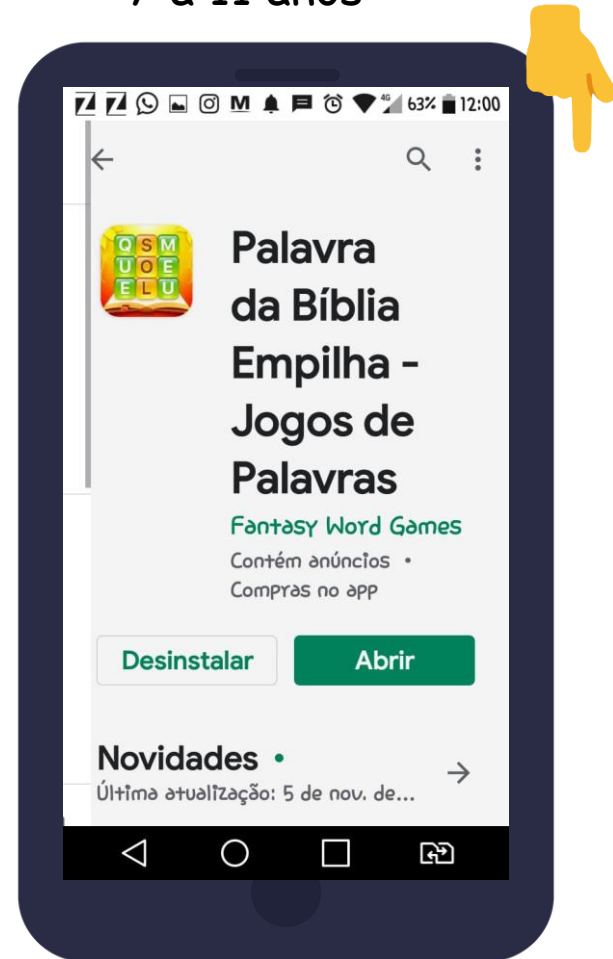 7 a 11 anos
M 4G 63% 12:00
Q S M
U O E
E L U
Palavra
da Bíblia
Empilha -
Jogos de
Palavras
Fantasy Word Games
Contém anúncios •
Compras no app
Desinstalar Abrir
Novidades •
Última atualização: 5 de nov. de...